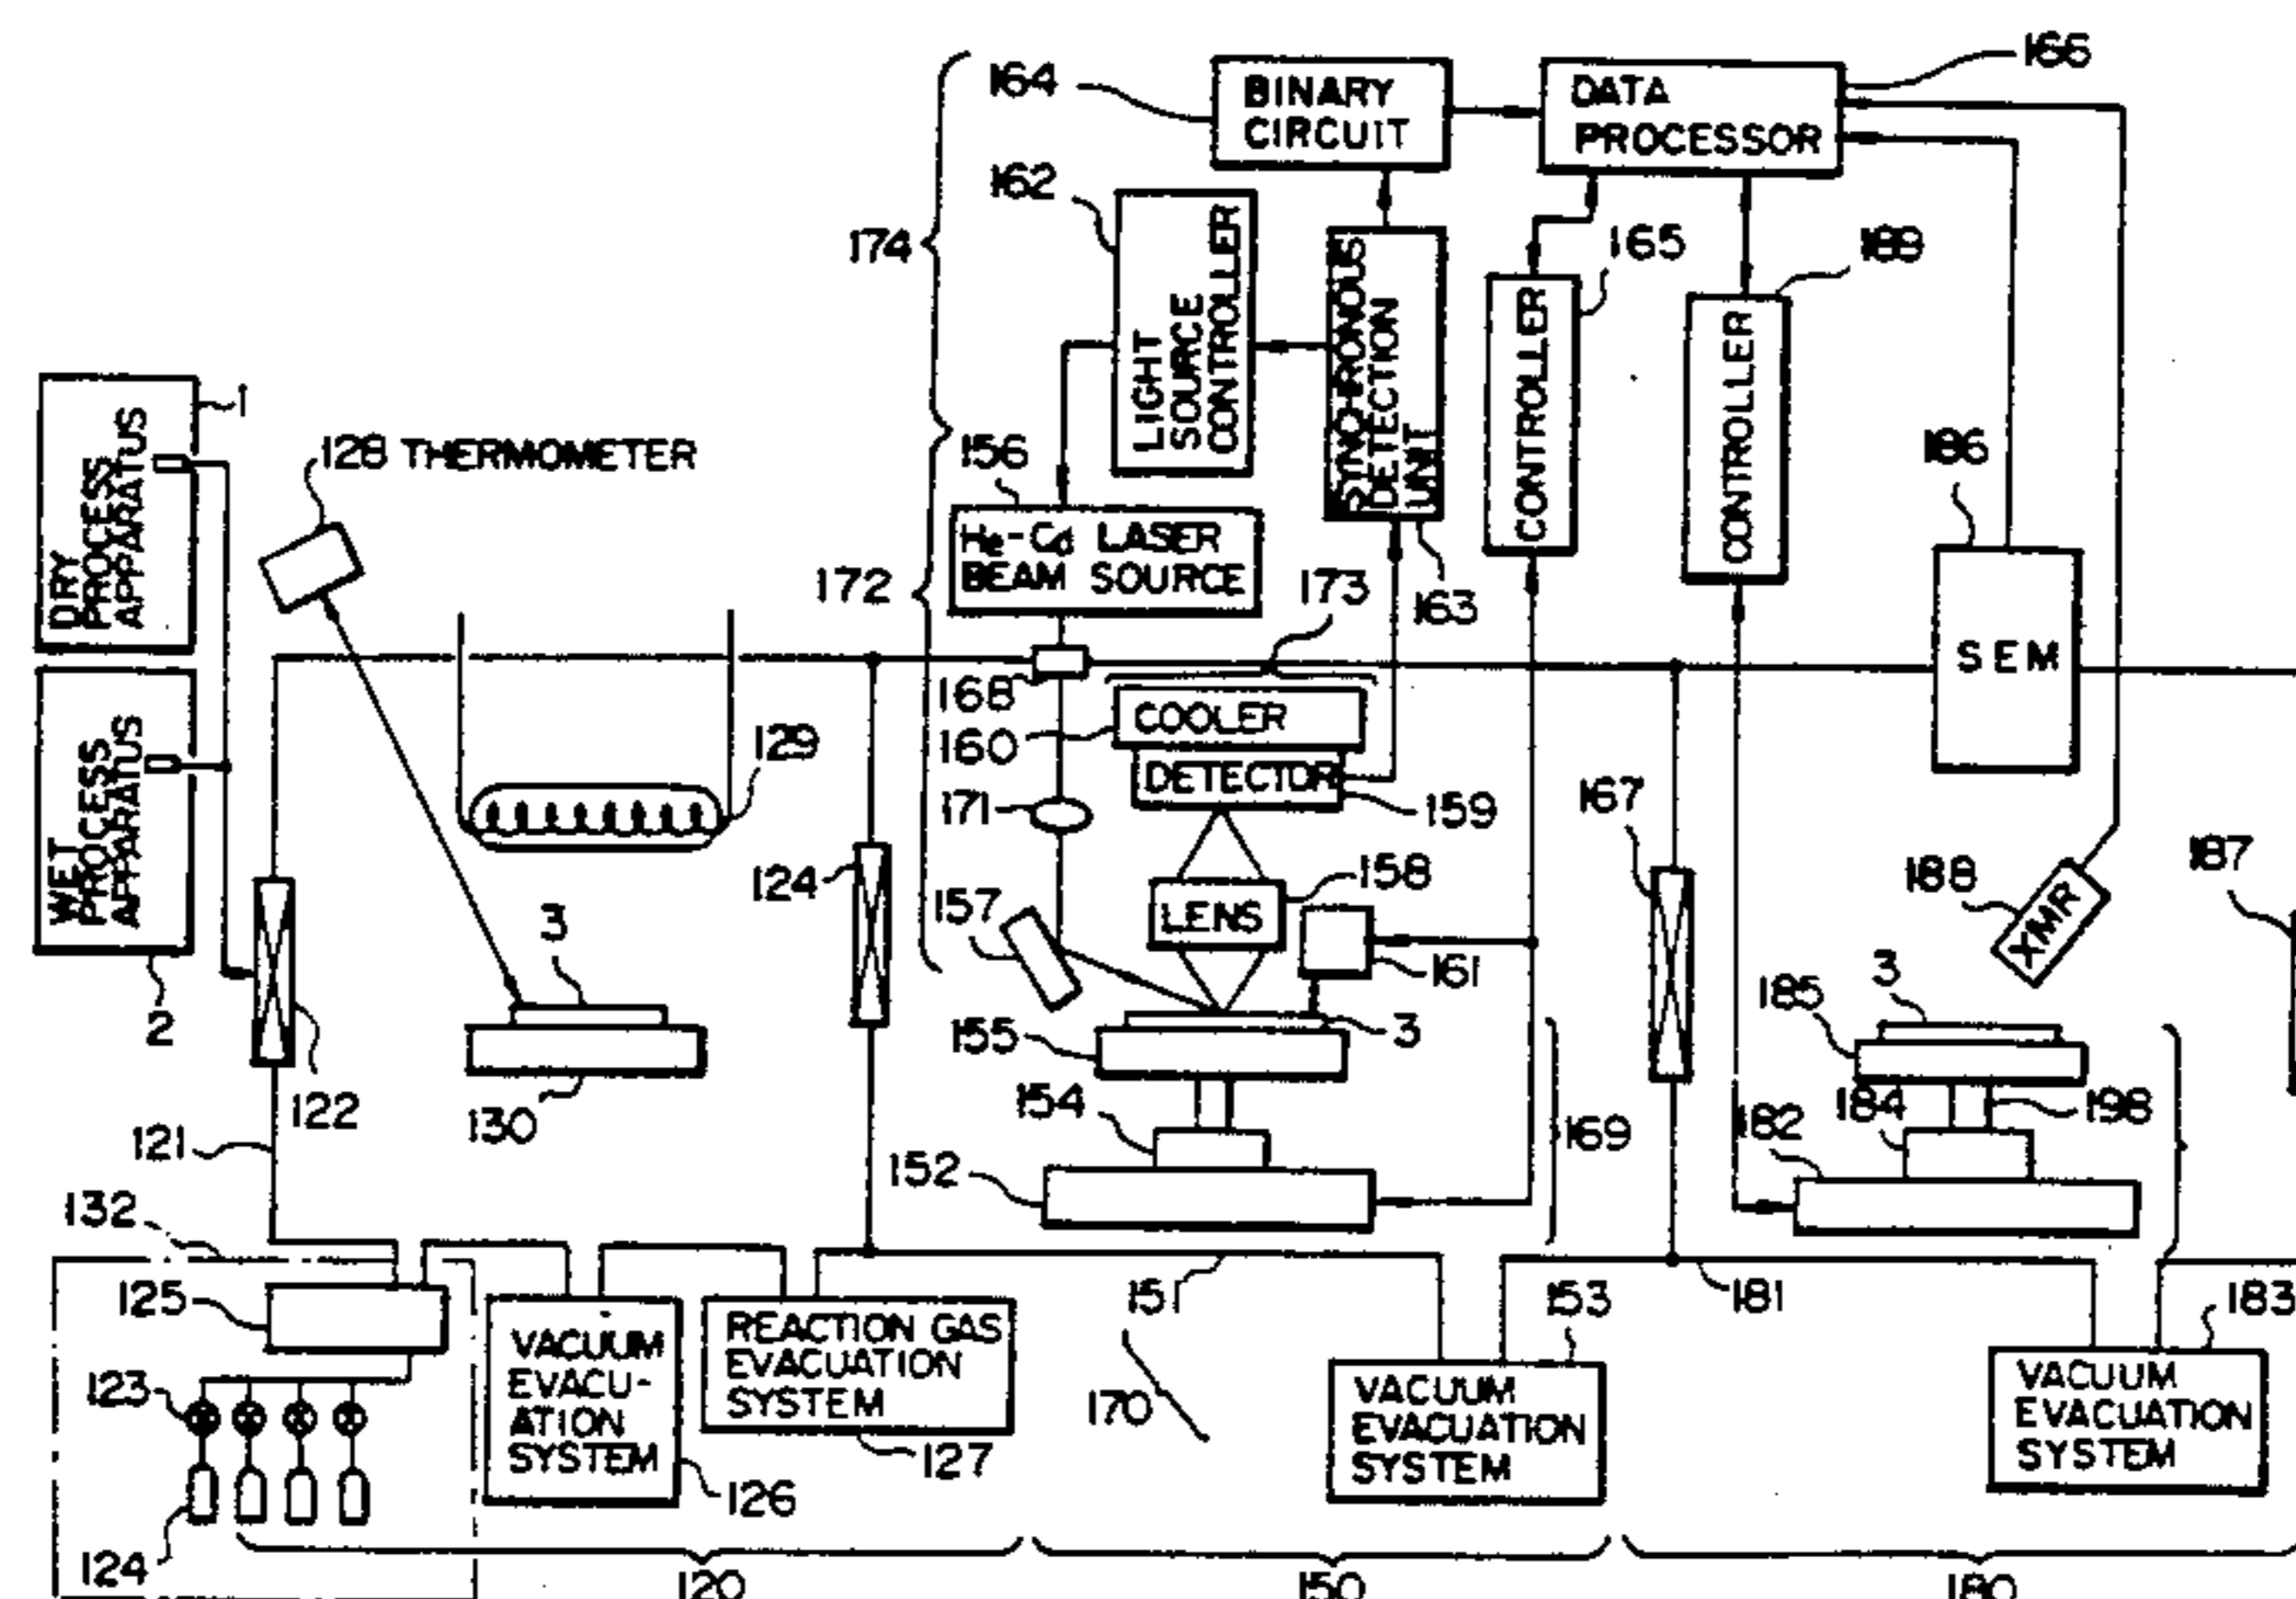 164
BINARY
CIRCUIT
DATA
PROCESSOR
166
162
174
LIGHT
SOURCE
CONTROLLER
SYNCHRONOUS
DETECTION
UNIT
165
CONTROLLER
189
CONTROLLER
1
DRY
PROCESS
APPARATUS
128 THERMOMETER
156
He-Cd LASER
BEAM SOURCE
163
186
SEM
172
173
168
COOLER
160
DETECTOR
159
129
171
WET
PROCESS
APPARATUS
2
124
157
158
LENS
161
167
188
XMR
187
3
3
3
155
185
122
130
154
184
198
182
121
152
169
132
125
15
153
181
183
123
VACUUM
EVACU-
ATION
SYSTEM
REACTION GAS
EVACUATION
SYSTEM
170
VACUUM
EVACUATION
SYSTEM
VACUUM
EVACUATION
SYSTEM
127
126
124
120
150
180